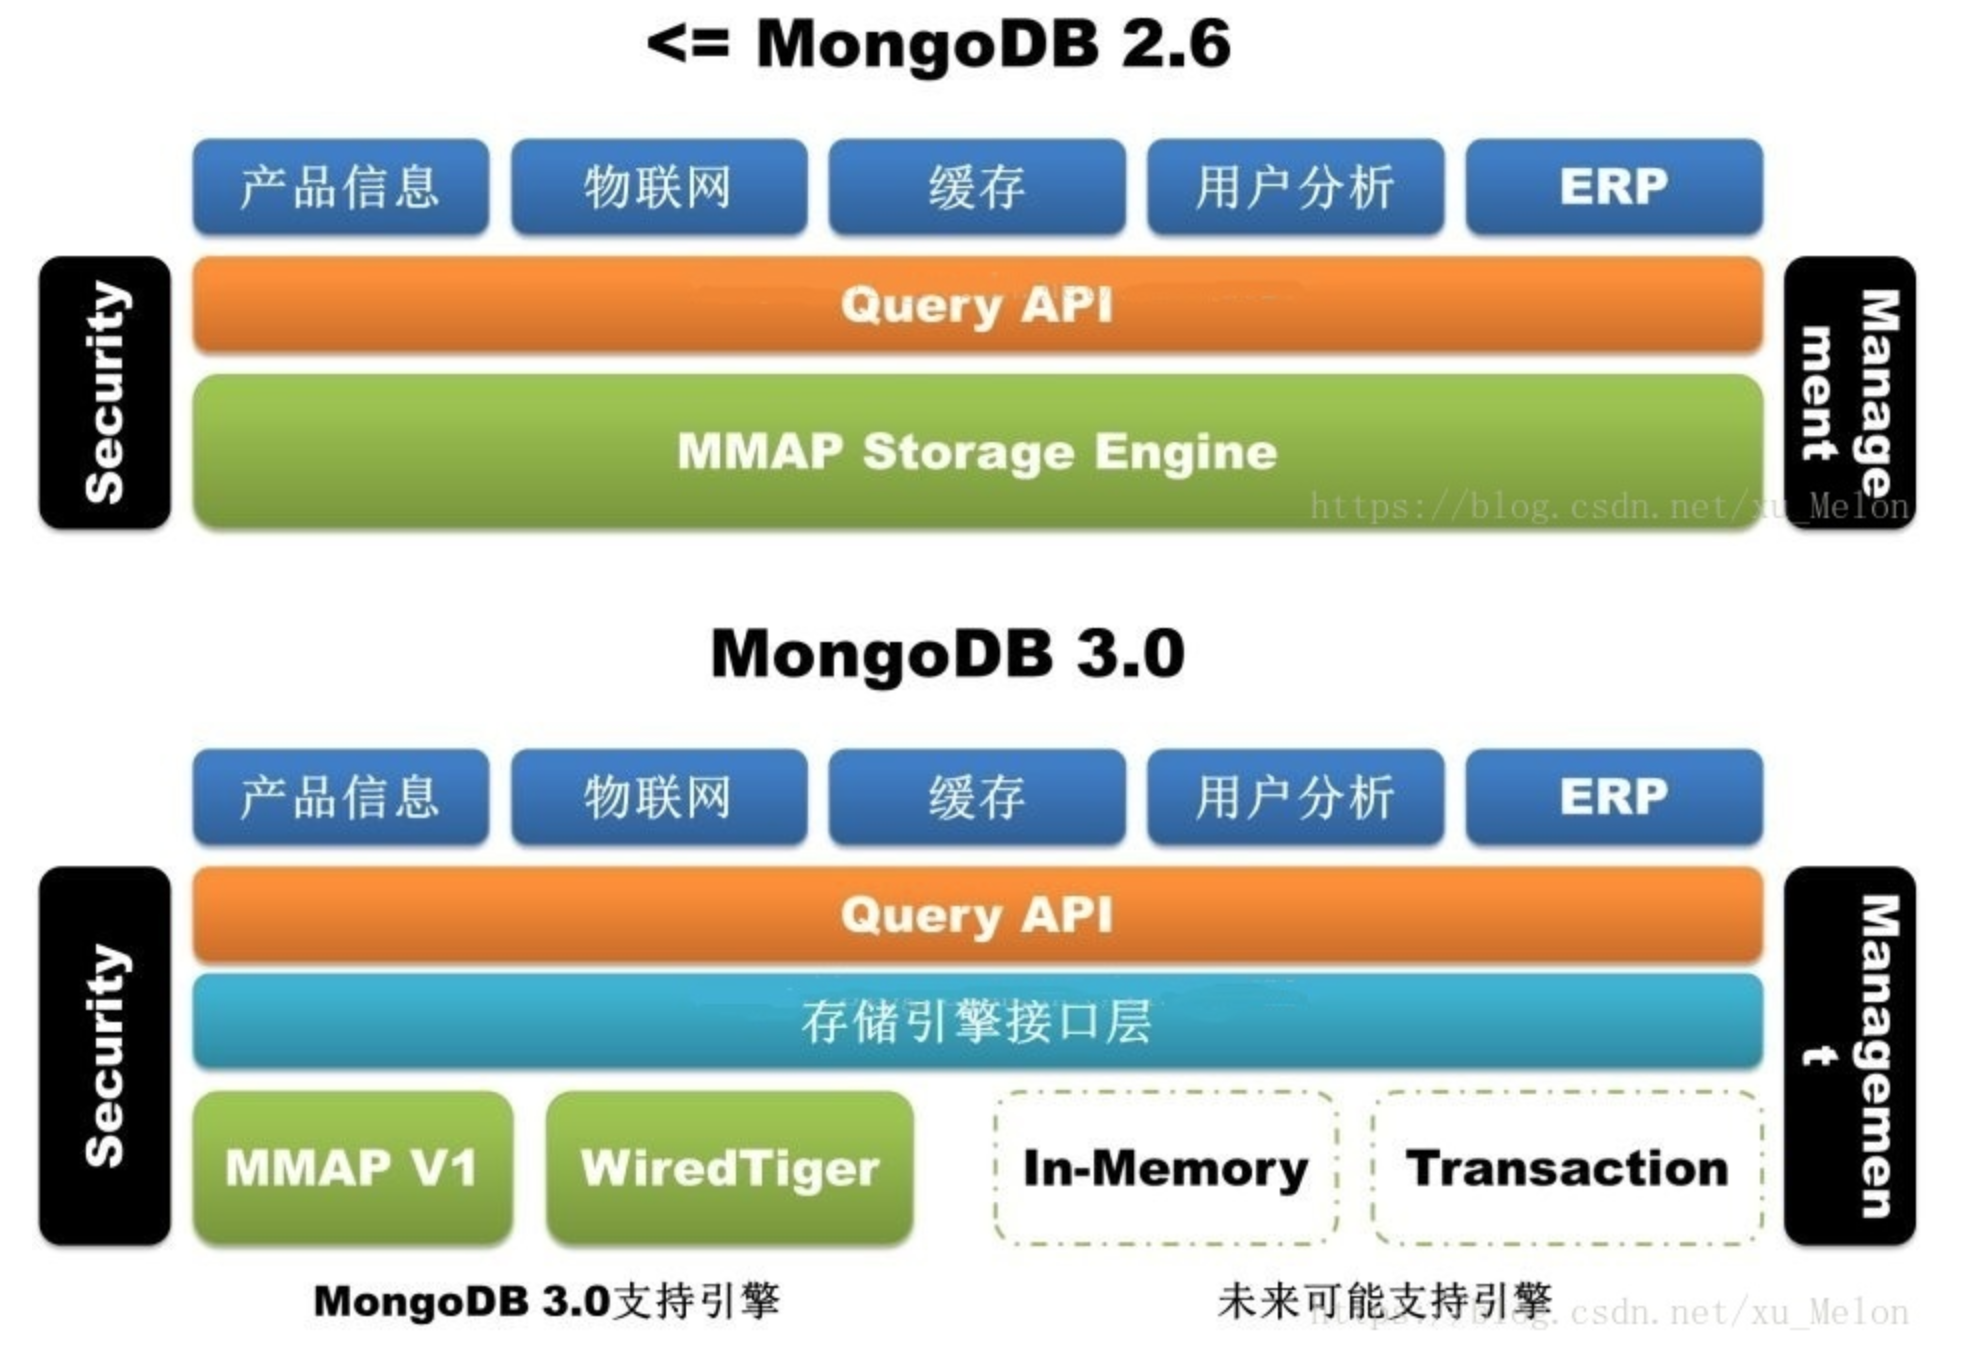 <= MongoDB 2.6
产品信息
物联网
缓存
用户分析
ERP
Security
Query API
Manage
ment
MMAP Storage Engine
https://blog.csdn.net/xu_Melon
MongoDB 3.0
产品信息
物联网
缓存
用户分析
ERP
Security
Query API
Managemen
t
存储引擎接口层
MMAP V1
WiredTiger
In-Memory
Transaction
MongoDB 3.0支持引擎
未来可能支持引擎
https://blog.csdn.net/xu_Melon